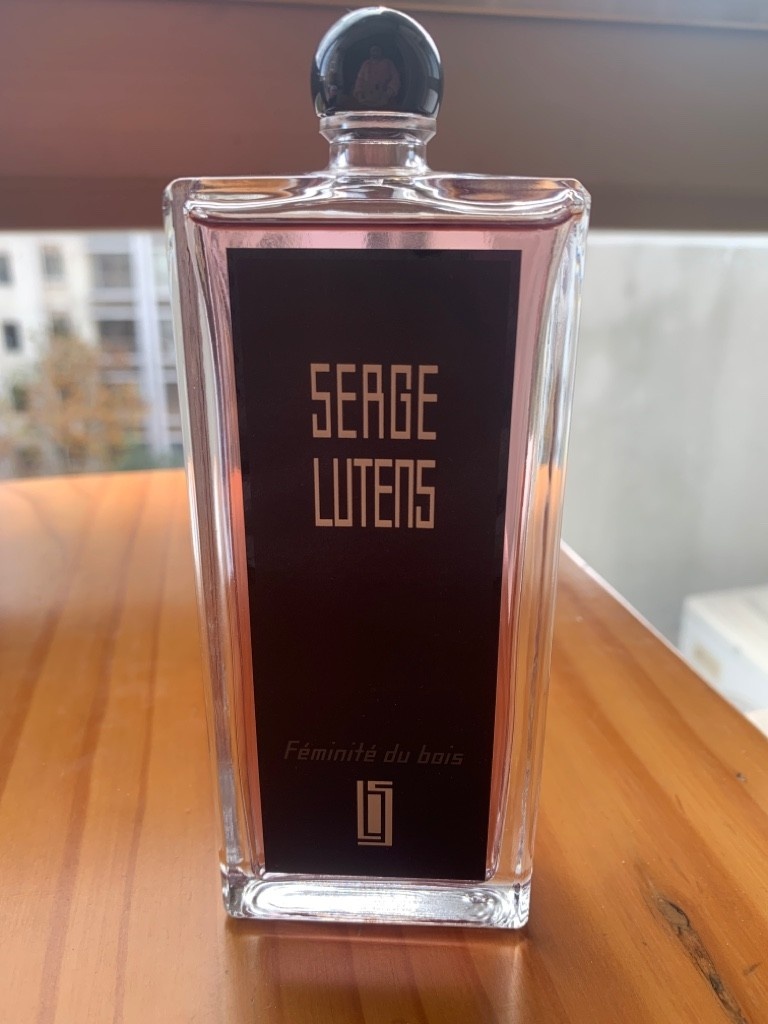 SERGE
LUTENS
Féminité du bois